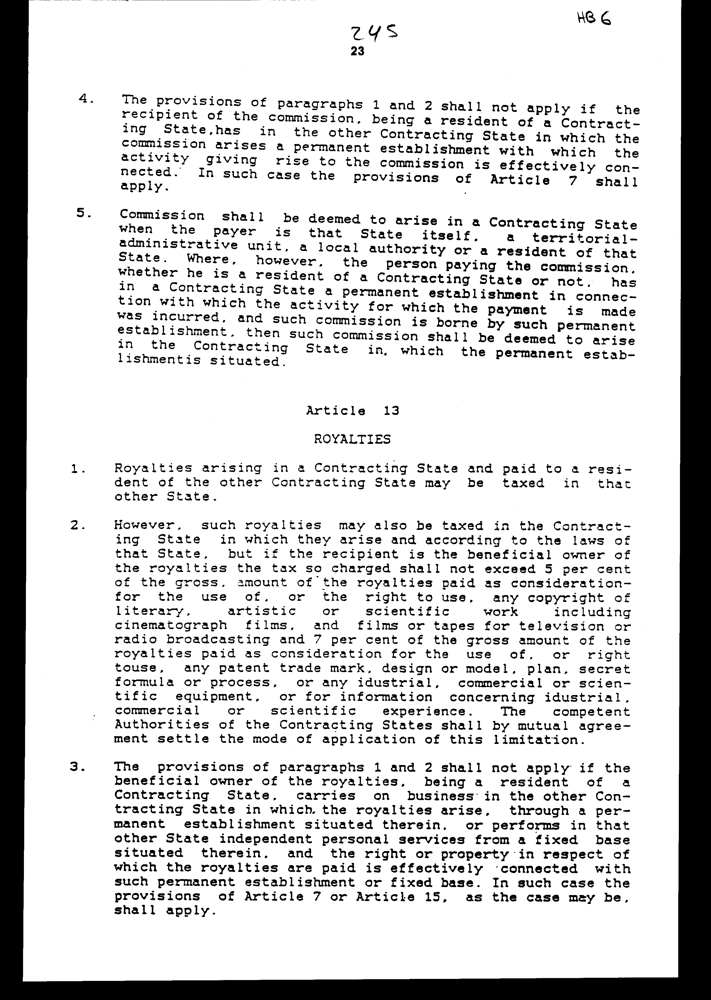 HB 6
245
23
4. The provisions of paragraphs 1 and 2 shall not apply if the
recipient of the commission, being a resident of a Contract-
ing State,has in the other Contracting State in which the
commission arises a permanent establishment with which the
activity giving rise to the commission is effectively con-
nected. In such case the provisions of Article 7 shall
apply.
5. Commission shall be deemed to arise in a Contracting State
when the payer is that State itself, a territorial-
administrative unit, a local authority or a resident of that
State. Where, however, the person paying the commission,
whether he is a resident of a Contracting State or not, has
in a Contracting State a permanent establishment in connec-
tion with which the activity for which the payment is made
was incurred, and such commission is borne by such permanent
establishment, then such commission shall be deemed to arise
in the Contracting State in, which the permanent estab-
lishmentis situated.
Article 13
ROYALTIES
1. Royalties arising in a Contracting State and paid to a resi-
dent of the other Contracting State may be taxed in that
other State.
2. However, such royalties may also be taxed in the Contract-
ing State in which they arise and according to the laws of
that State, but if the recipient is the beneficial owner of
the royalties the tax so charged shall not exceed 5 per cent
of the gross, amount of the royalties paid as consideration-
for the use of, or the right to use, any copyright of
literary, artistic or scientific work including
cinematograph films, and films or tapes for television or
radio broadcasting and 7 per cent of the gross amount of the
royalties paid as consideration for the use of, or right
touse, any patent trade mark, design or model, plan, secret
formula or process, or any idustrial, commercial or scien-
tific equipment, or for information concerning idustrial,
commercial or scientific experience. The competent
Authorities of the Contracting States shall by mutual agree-
ment settle the mode of application of this limitation.
3. The provisions of paragraphs 1 and 2 shall not apply if the
beneficial owner of the royalties, being a resident of a
Contracting State, carries on business in the other Con-
tracting State in which the royalties arise, through a per-
manent establishment situated therein, or performs in that
other State independent personal services from a fixed base
situated therein, and the right or property in respect of
which the royalties are paid is effectively connected with
such permanent establishment or fixed base. In such case the
provisions of Article 7 or Article 15, as the case may be,
shall apply.